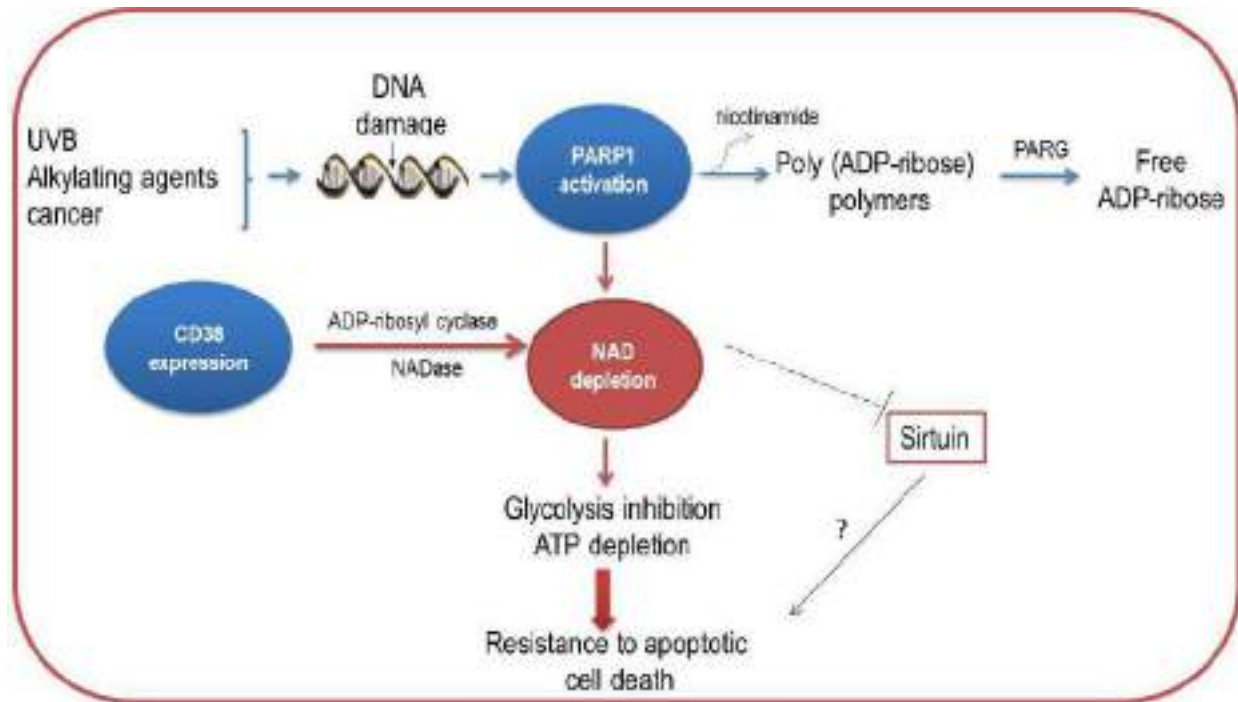 UVB
Alkylating agents
cancer
DNA
damage
PARP1
activation
nicotinamide
Poly (ADP-ribose)
polymers
PARG
Free
ADP-ribose
CD38
expression
ADP-ribosyl cyclase
NADase
NAD
depletion
Sirtuin
Glycolysis inhibition
ATP depletion
?
Resistance to apoptotic
cell death